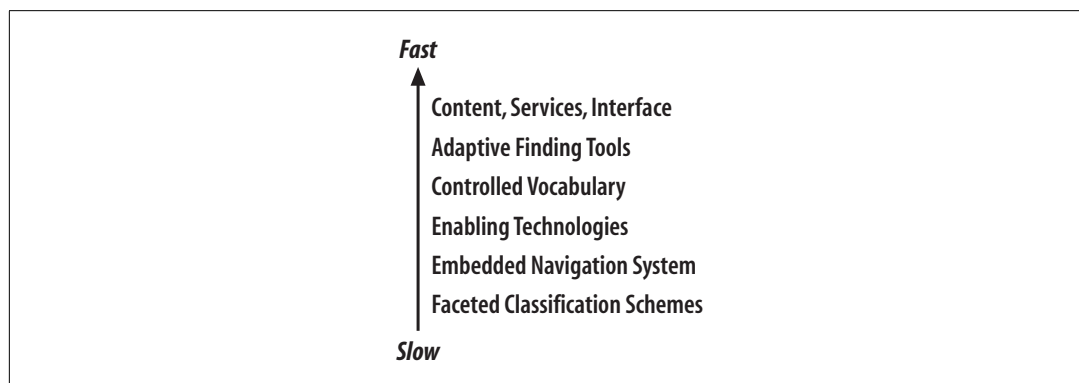 Fast
Content, Services, Interface
Adaptive Finding Tools
Controlled Vocabulary
Enabling Technologies
Embedded Navigation System
Faceted Classification Schemes
Slow